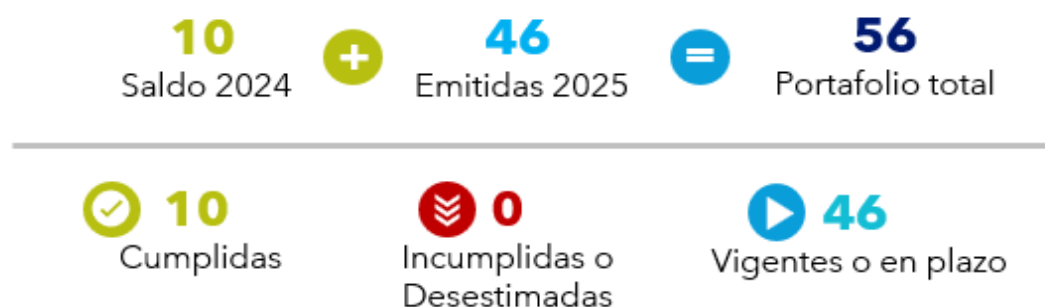 10 + 46 = 56
Saldo 2024 Emitidas 2025 Portafolio total
10 0 46
Cumplidas Incumplidas o Vigentes o en plazo
Desestimadas